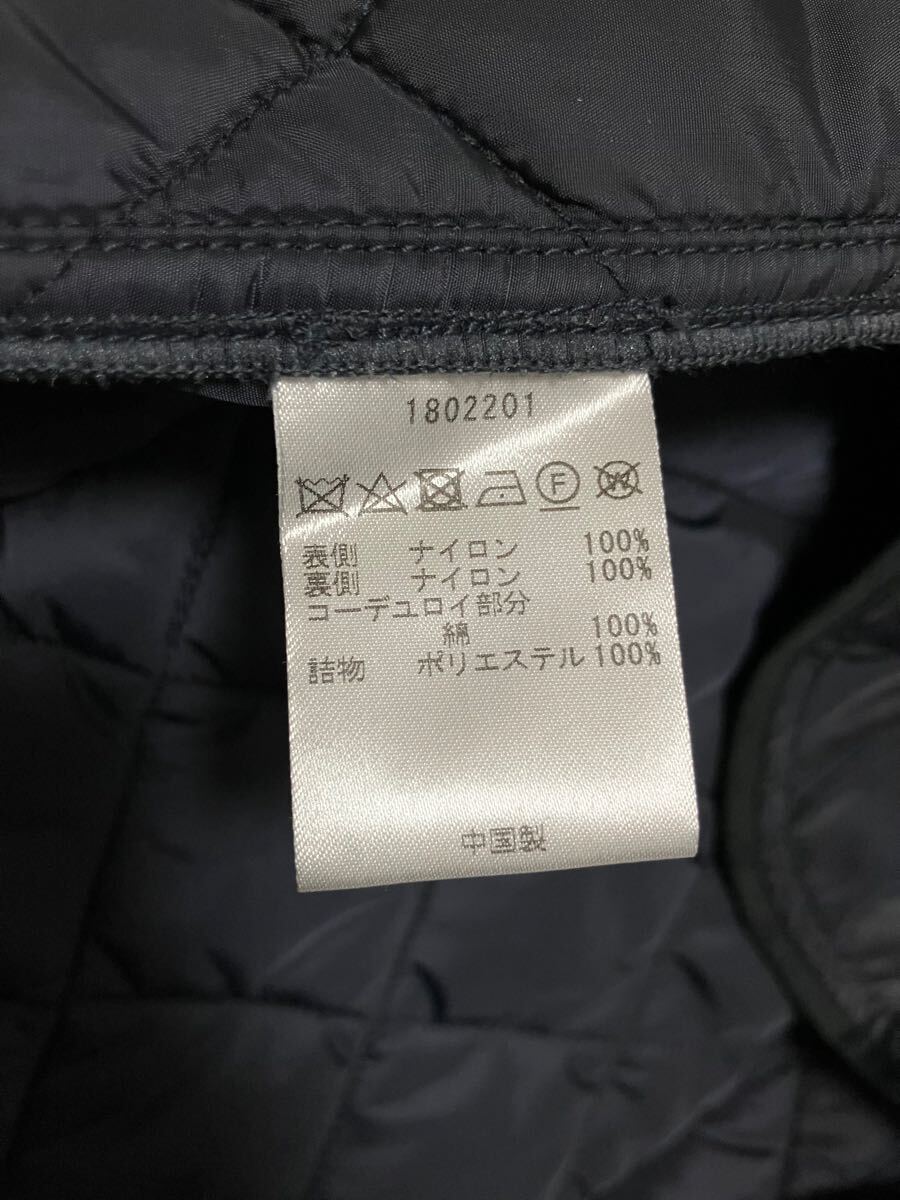 1802201
F W
表側 ナイロン 100%
裏側 ナイロン 100%
コーデュロイ部分
綿 100%
詰物 ポリエステル 100%
中国製